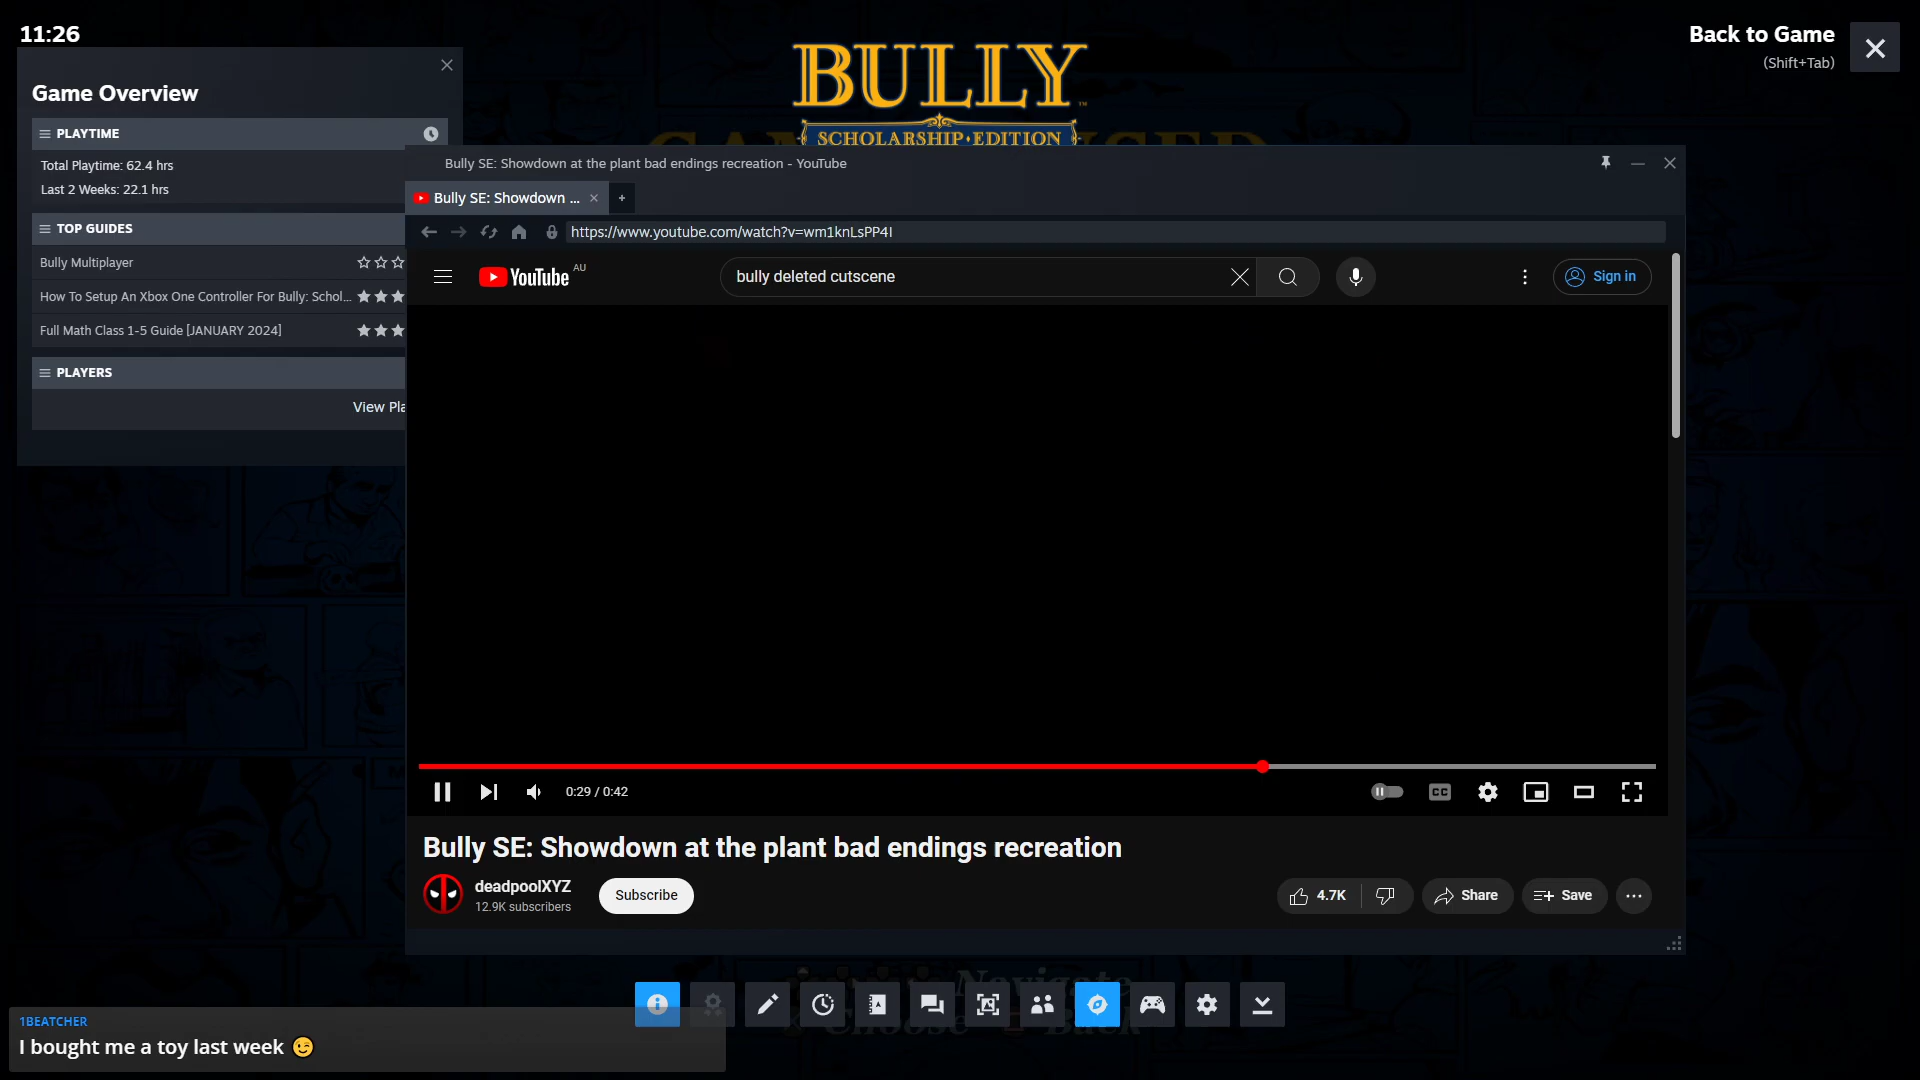 11:26
Game Overview
PLAYTIME
Total Playtime: 62.4 hrs
Last 2 Weeks: 22.1 hrs
TOP GUIDES
Bully Multiplayer
How To Setup An Xbox One Controller For Bully: Schol...
Full Math Class 1-5 Guide [JANUARY 2024]
PLAYERS
View Pla
BULLY
SCHOLARSHIP EDITION
Back to Game
(Shift+Tab)
Bully SE: Showdown at the plant bad endings recreation - YouTube
Bully SE: Showdown ...
https://www.youtube.com/watch?v=wm1knLsPP4I
YouTube AU
bully deleted cutscene
Sign in
0:29 / 0:42
CC
Bully SE: Showdown at the plant bad endings recreation
deadpoolXYZ
12.9K subscribers
Subscribe
4.7K
Share
Save
Navigate
Choose
Back
1BEATCHER
I bought me a toy last week 😉